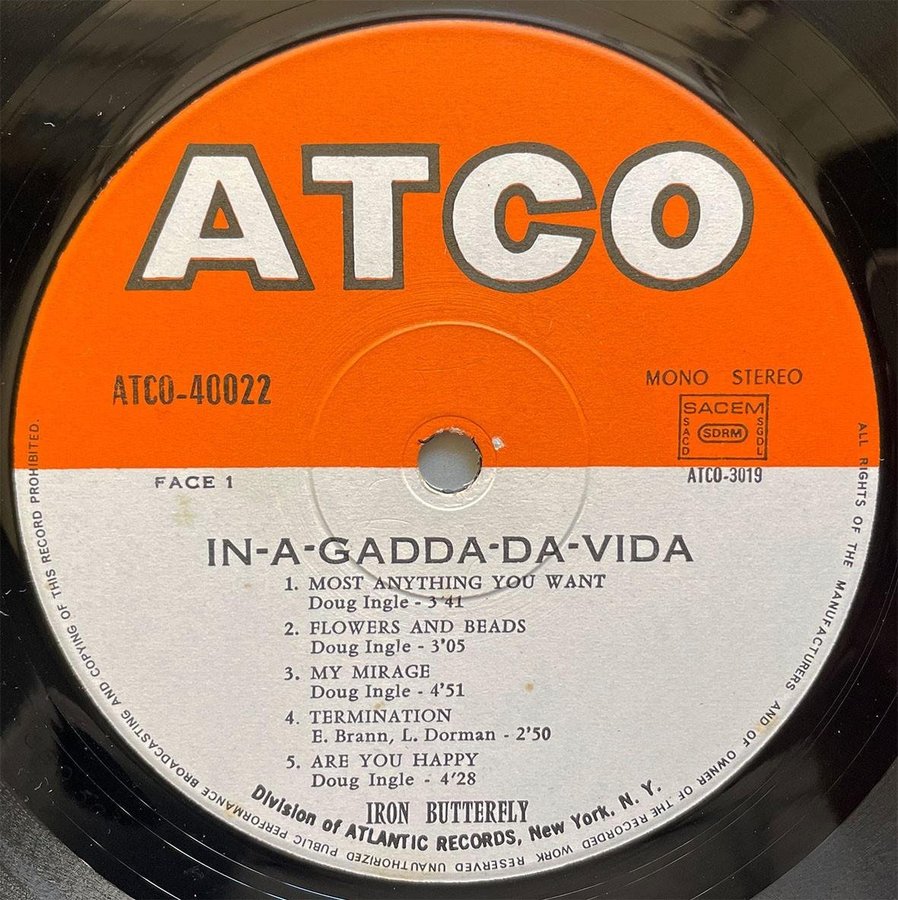 ATCO
ATCO-40022
MONO STEREO
SACEM
SACD
SDRM
SGDL
ATCO-3019
FACE 1
IN-A-GADDA-DA-VIDA
1. MOST ANYTHING YOU WANT
Doug Ingle - 3'41
2. FLOWERS AND BEADS
Doug Ingle - 3'05
3. MY MIRAGE
Doug Ingle - 4'51
4. TERMINATION
E. Brann, L. Dorman - 2'50
5. ARE YOU HAPPY
Doug Ingle - 4'28
IRON BUTTERFLY
Division of ATLANTIC RECORDS, New York, N. Y.
ALL RIGHTS OF THE MANUFACTURERS AND OF OWNER OF THE RECORDED WORK RESERVED UNAUTHORIZED PUBLIC PERFORMANCE BROADCASTING AND COPYING OF THIS RECORD PROHIBITED.